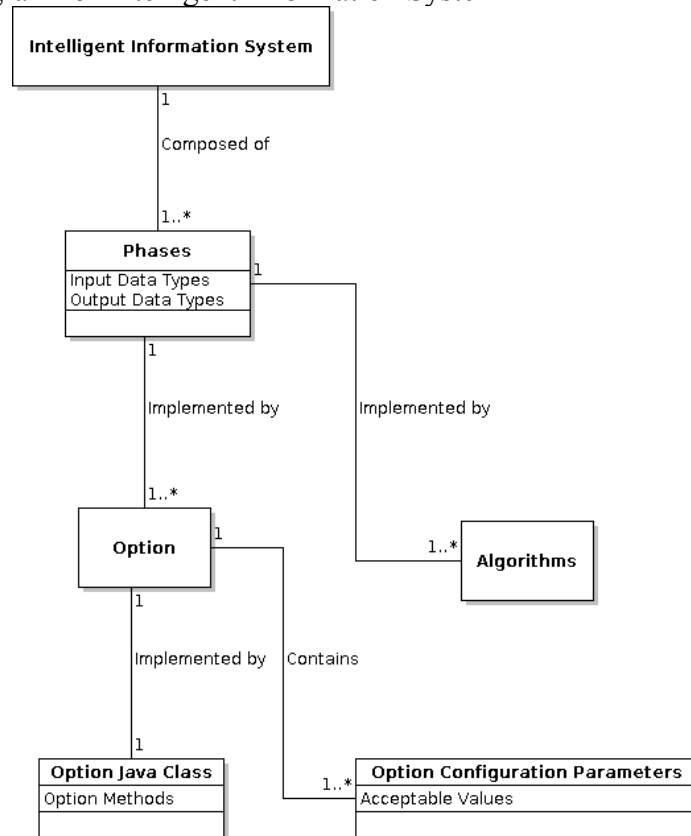 Intelligent Information System
1
Composed of
1..*
Phases
Input Data Types
Output Data Types
1
1
Implemented by
Implemented by
1..*
Option
1
1..*
Algorithms
1
Implemented by
Contains
1
Option Java Class
Option Methods
1..*
Option Configuration Parameters
Acceptable Values